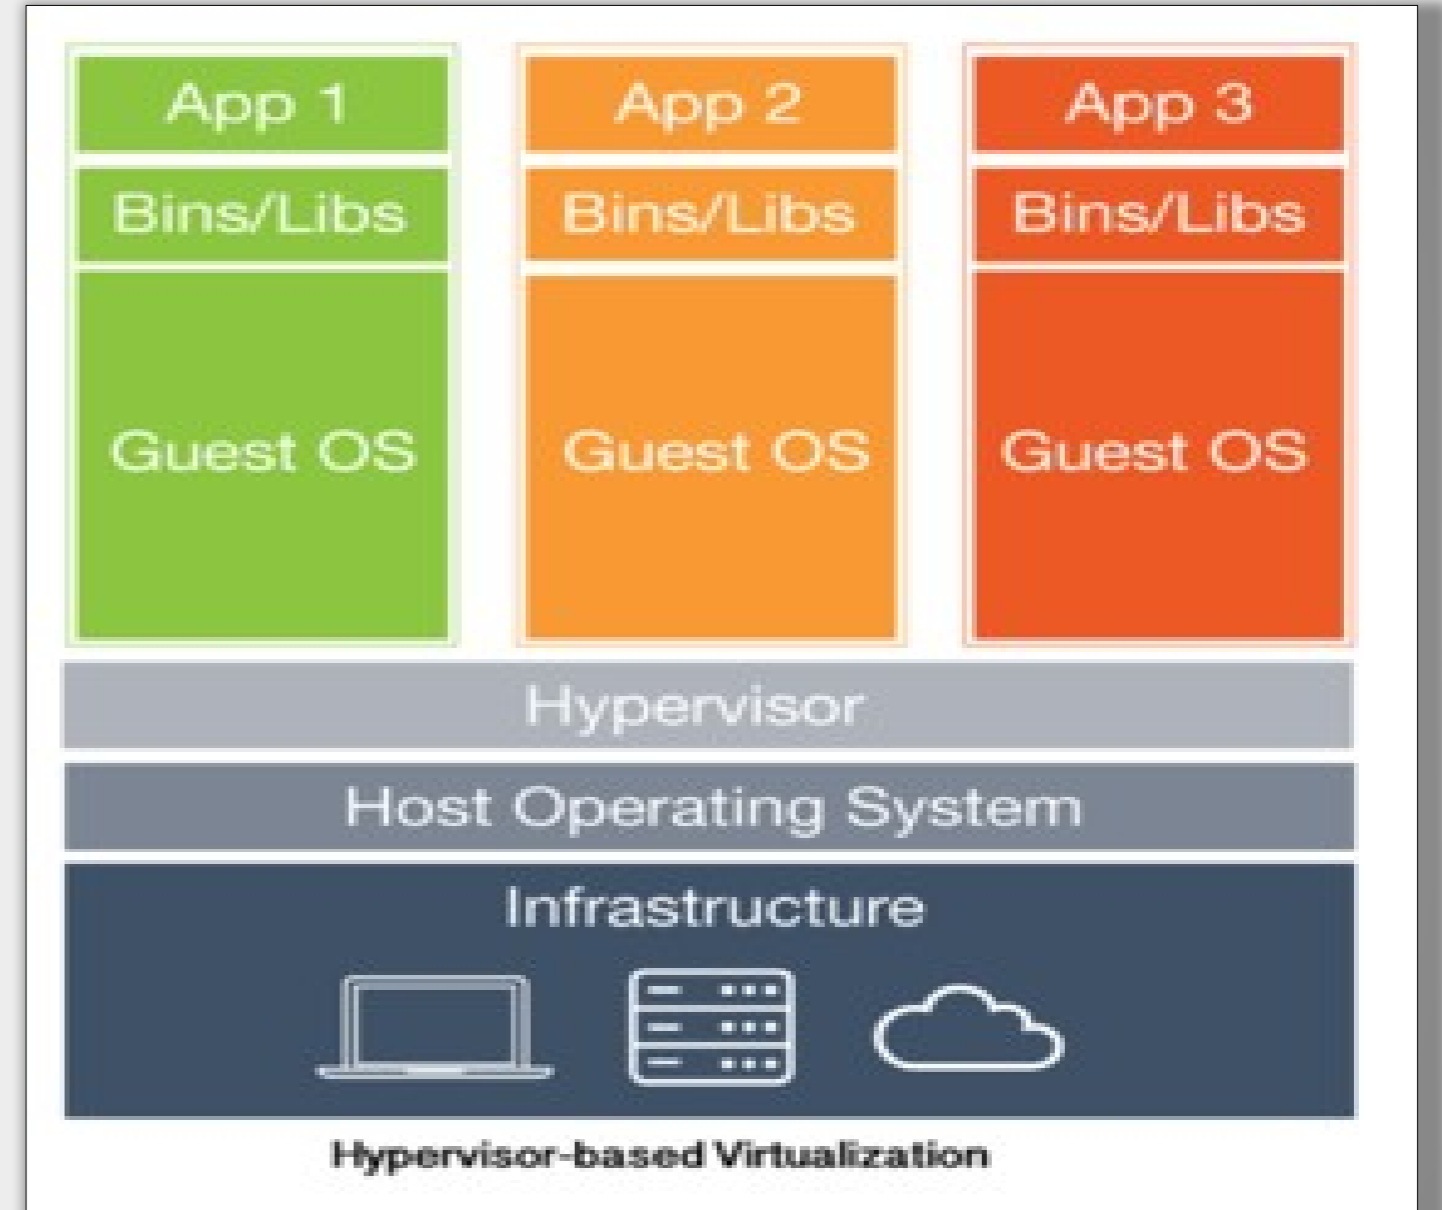 App 1
App 2
App 3
Bins/Libs
Bins/Libs
Bins/Libs
Guest OS
Guest OS
Guest OS
Hypervisor
Host Operating System
Infrastructure
Hypervisor-based Virtualization